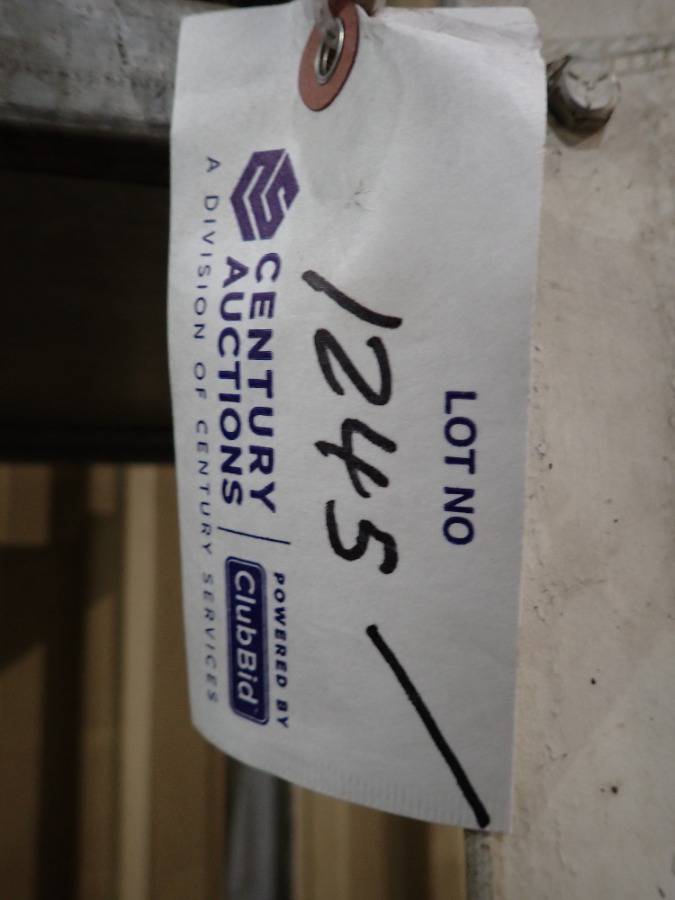 LOT NO
1245 /
CENTURY
AUCTIONS
A DIVISION OF CENTURY SERVICES
POWERED BY
ClubBid